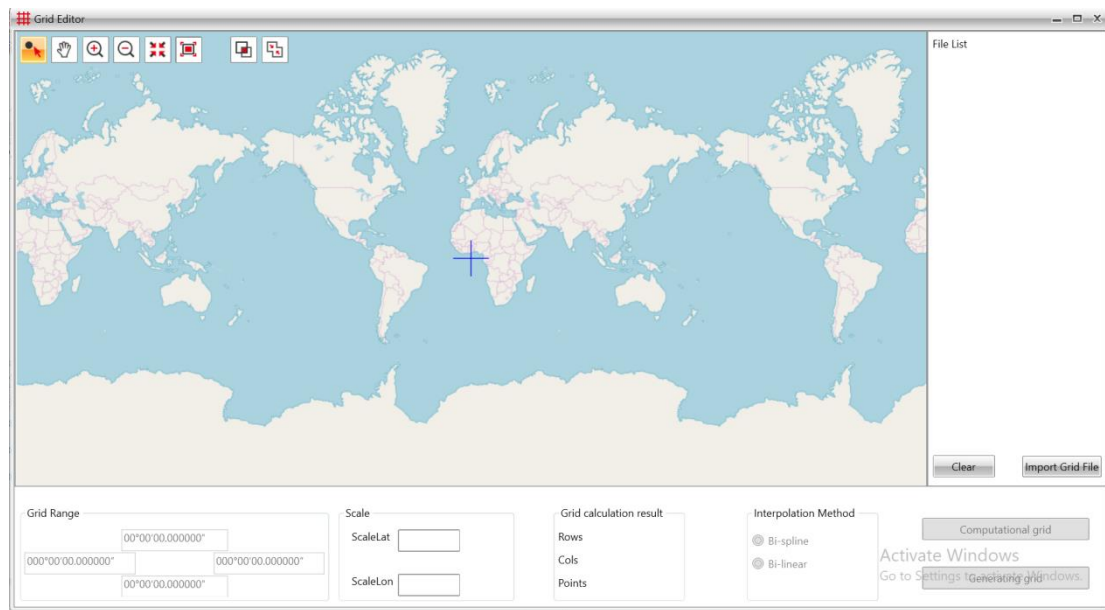 Grid Editor
File List
Clear
Import Grid File
Grid Range
00°00'00.000000"
000°00'00.000000"
000°00'00.000000"
00°00'00.000000"
Scale
ScaleLat
ScaleLon
Grid calculation result
Rows
Cols
Points
Interpolation Method
Bi-spline
Bi-linear
Computational grid
Generating grid
Activate Windows
Go to Settings to activate Windows.